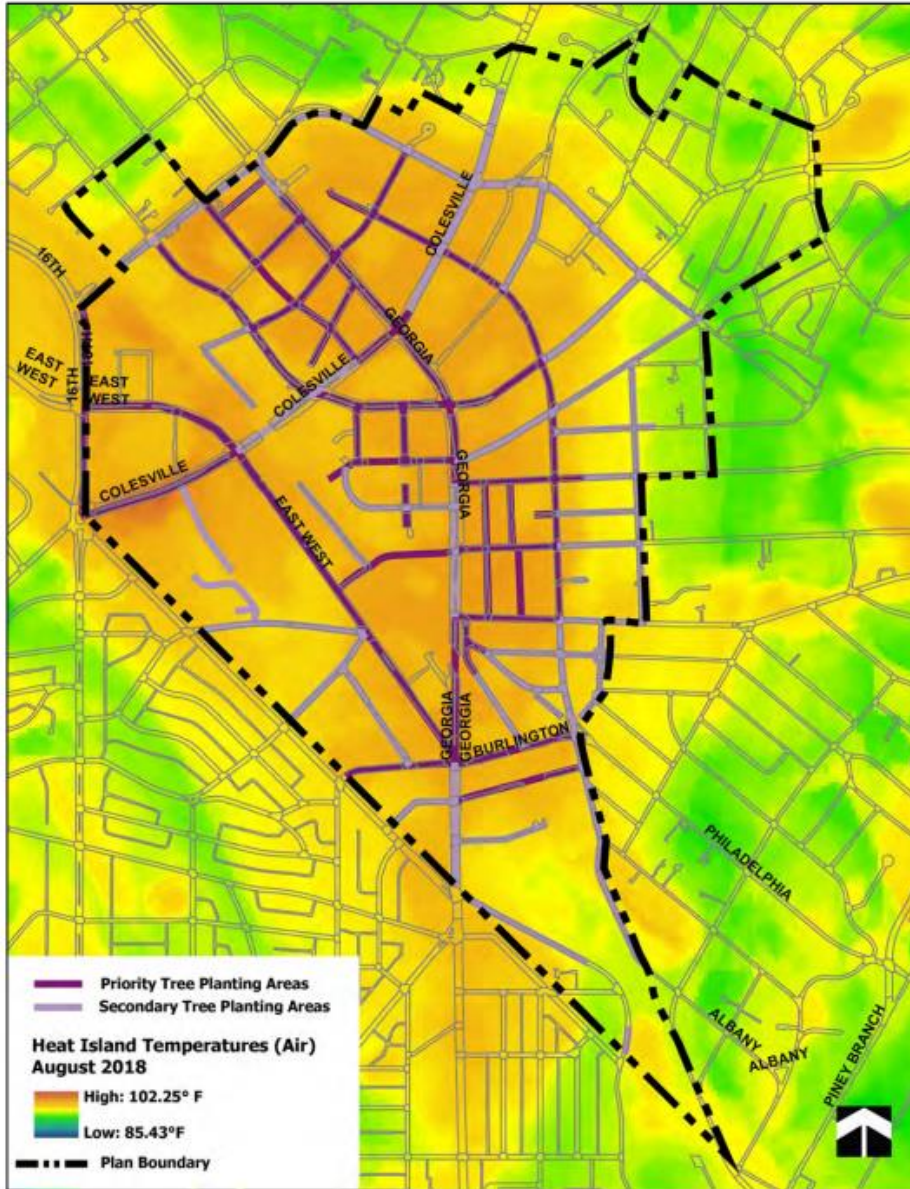 COLESVILLE
16TH
GEORGIA
EAST
WEST
16TH
16TH
EAST
WEST
COLESVILLE
COLESVILLE
GEORGIA
EAST WEST
GEORGIA
GEORGIA
BURLINGTON
PHILADELPHIA
ALBANY
ALBANY
PINEY BRANCH
Priority Tree Planting Areas
Secondary Tree Planting Areas
Heat Island Temperatures (Air)
August 2018
High: 102.25° F
Low: 85.43°F
Plan Boundary